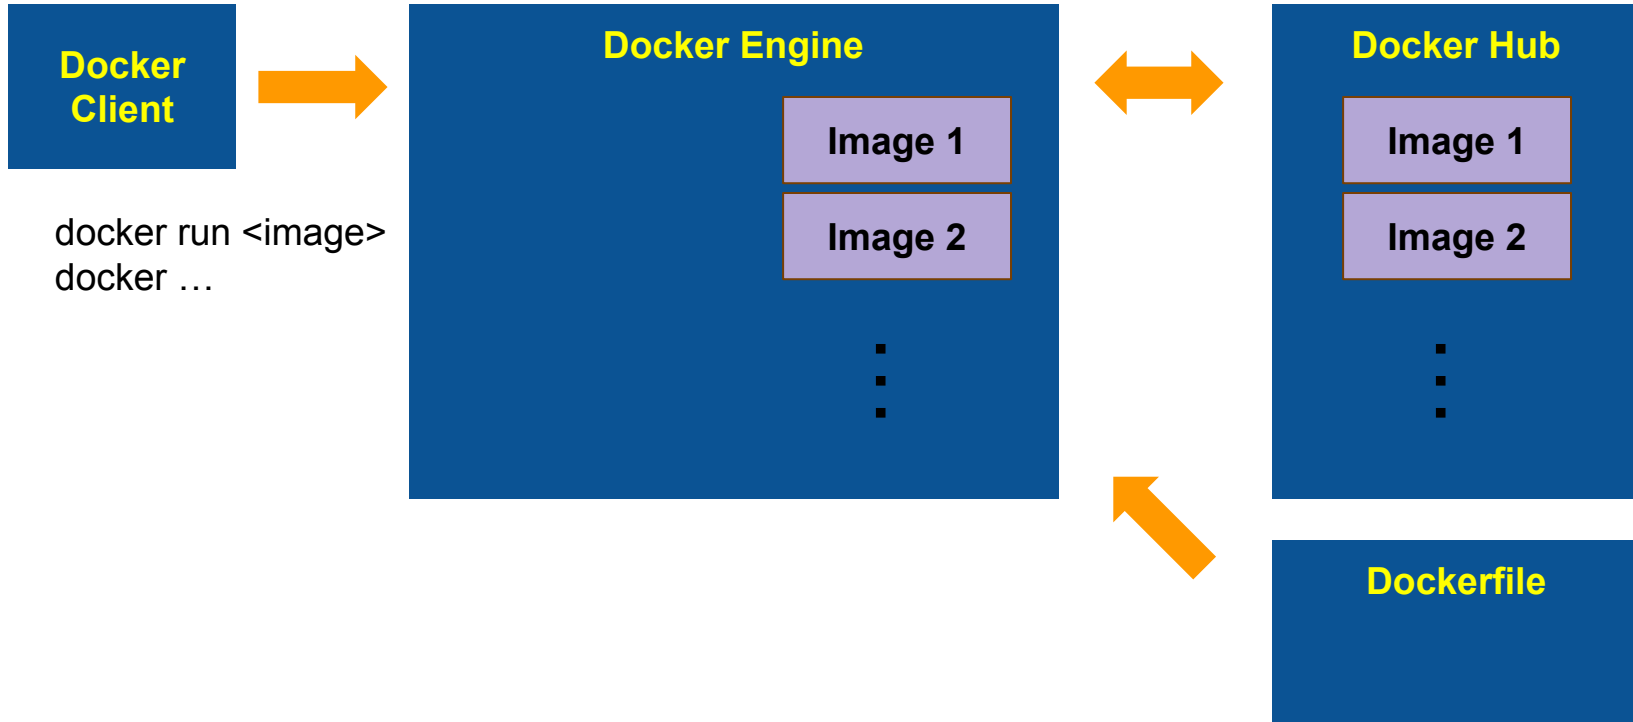 Docker
Client
docker run <image>
docker …
Docker Engine
Image 1
Image 2
Docker Hub
Image 1
Image 2
Dockerfile